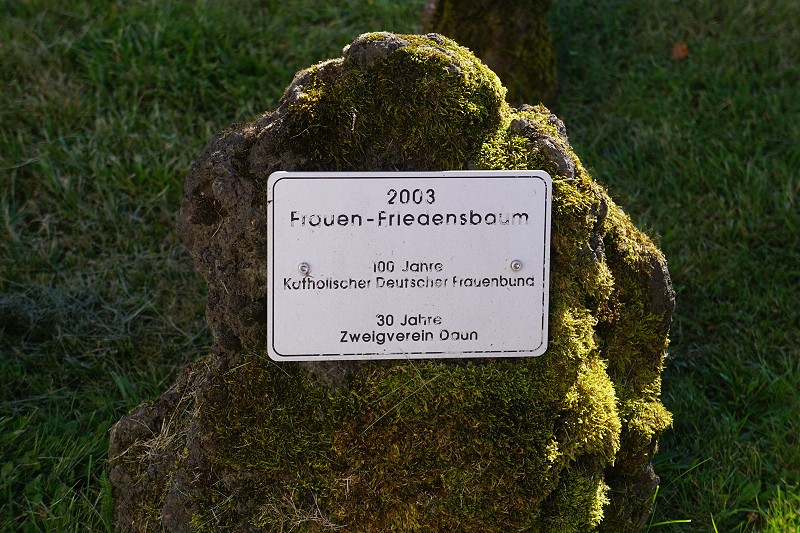 2003
Frauen-Friedensbaum
100 Jahre
Katholischer Deutscher Frauenbund
30 Jahre
Zweigverein Daun